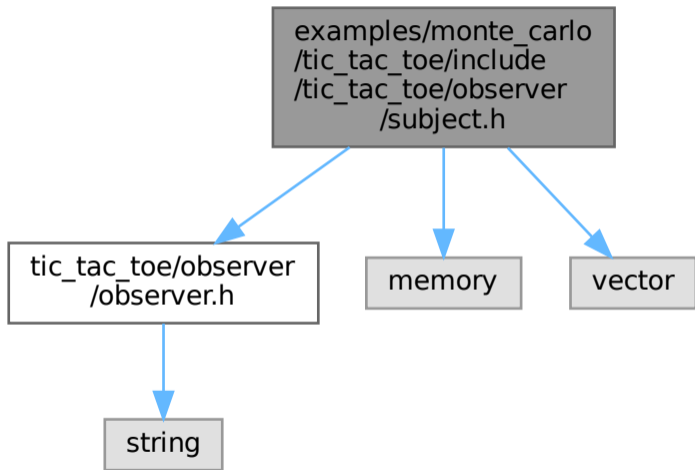 examples/monte_carlo
/tic_tac_toe/include
/tic_tac_toe/observer
/subject.h
tic_tac_toe/observer
/observer.h
memory
vector
string